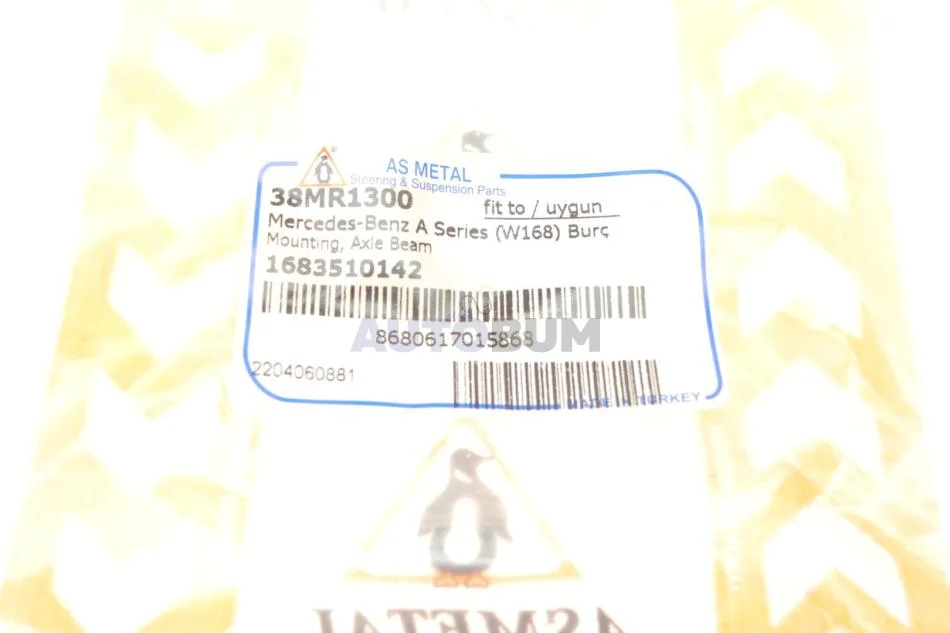 AS METAL
Steering & Suspension Parts
38MR1300 fit to / uygun
Mercedes-Benz A Series (W168) Burç
Mounting, Axle Beam
1683510142
AUTOBUM
8680617015868
2204060881
MADE IN TURKEY
ASMETAL